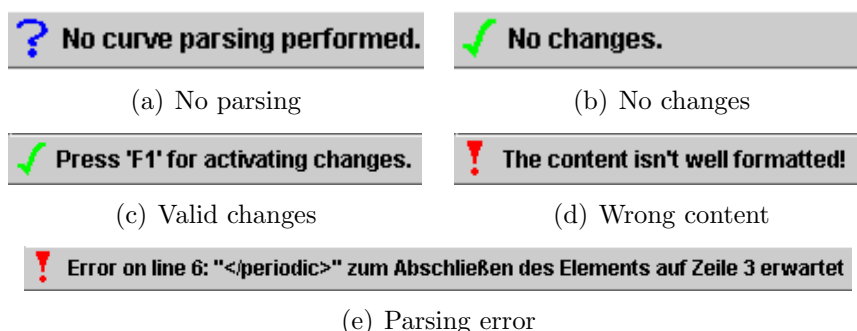 No curve parsing performed.
No changes.
(a) No parsing
(b) No changes
Press 'F1' for activating changes.
The content isn't well formatted!
(c) Valid changes
(d) Wrong content
Error on line 6: "</periodic>" zum Abschließen des Elements auf Zeile 3 erwartet
(e) Parsing error